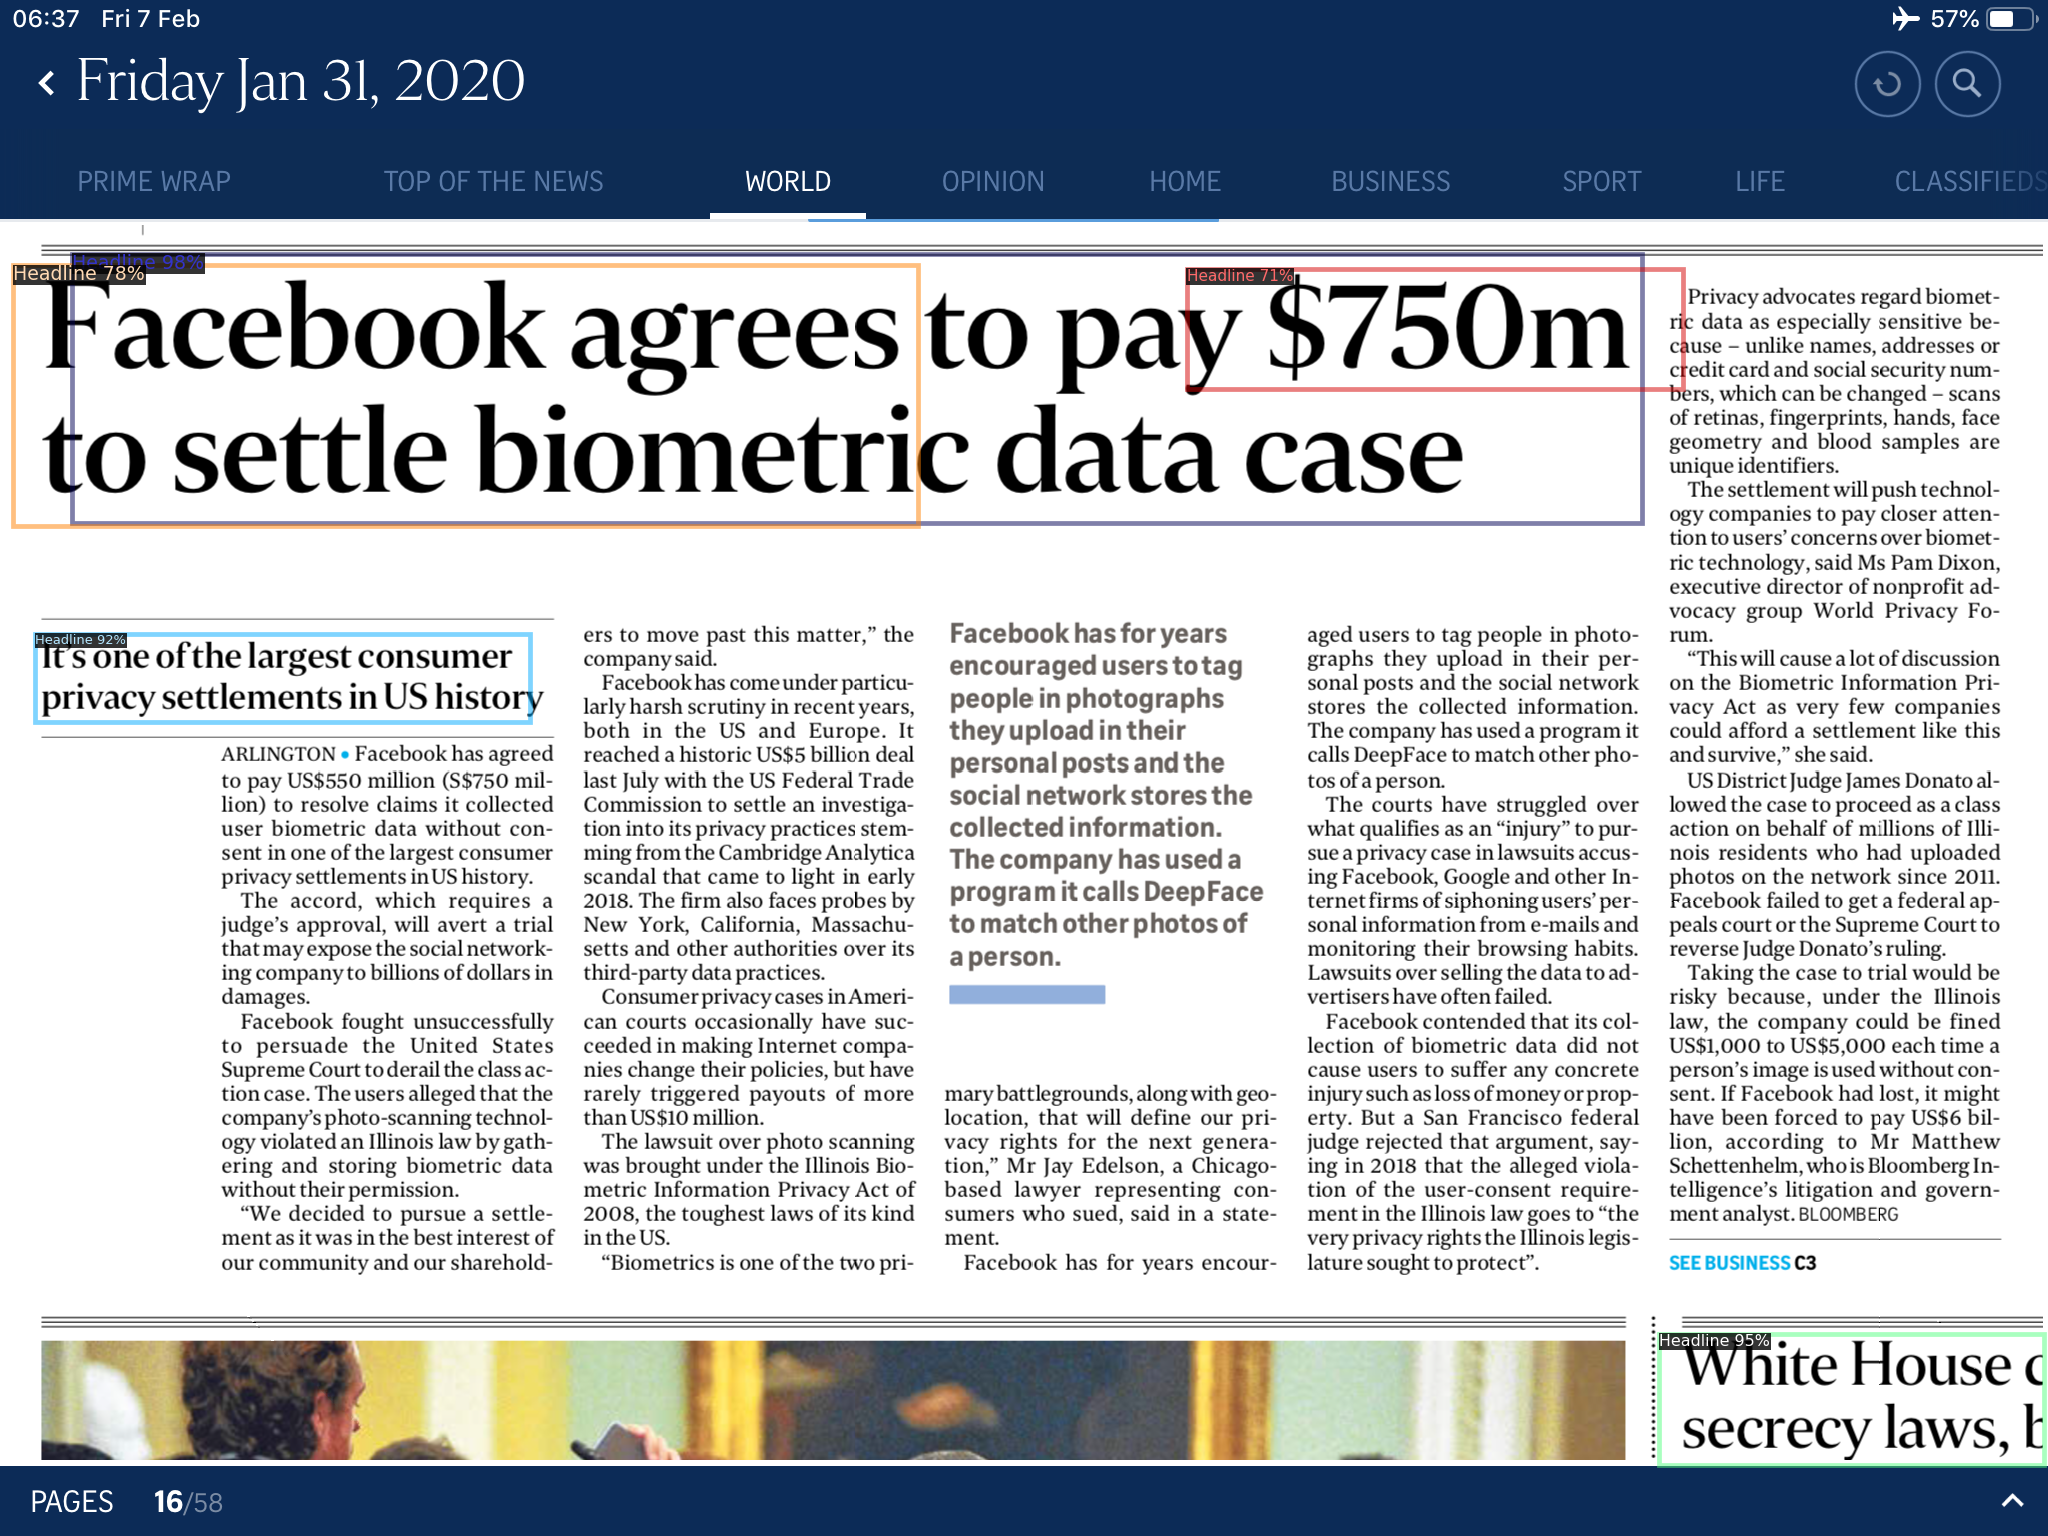 06:37 Fri 7 Feb
57%
Friday Jan 31, 2020
PRIME WRAP
TOP OF THE NEWS
WORLD
OPINION
HOME
BUSINESS
SPORT
LIFE
CLASSIFIEDS
Headline 98%
Headline 78%
Headline 71%
Facebook agrees to pay $750m
to settle biometric data case
Headline 92%
It's one of the largest consumer
privacy settlements in US history
ARLINGTON • Facebook has agreed
to pay US$550 million (S$750 mil-
lion) to resolve claims it collected
user biometric data without con-
sent in one of the largest consumer
privacy settlements in US history.
The accord, which requires a
judge's approval, will avert a trial
that may expose the social network-
ing company to billions of dollars in
damages.
Facebook fought unsuccessfully
to persuade the United States
Supreme Court to derail the class ac-
tion case. The users alleged that the
company's photo-scanning technol-
ogy violated an Illinois law by gath-
ering and storing biometric data
without their permission.
“We decided to pursue a settle-
ment as it was in the best interest of
our community and our sharehold-
ers to move past this matter,” the
company said.
Facebook has come under particu-
larly harsh scrutiny in recent years,
both in the US and Europe. It
reached a historic US$5 billion deal
last July with the US Federal Trade
Commission to settle an investiga-
tion into its privacy practices stem-
ming from the Cambridge Analytica
scandal that came to light in early
2018. The firm also faces probes by
New York, California, Massachu-
setts and other authorities over its
third-party data practices.
Consumer privacy cases in Ameri-
can courts occasionally have suc-
ceeded in making Internet compa-
nies change their policies, but have
rarely triggered payouts of more
than US$10 million.
The lawsuit over photo scanning
was brought under the Illinois Bio-
metric Information Privacy Act of
2008, the toughest laws of its kind
in the US.
“Biometrics is one of the two pri-
Facebook has for years
encouraged users to tag
people in photographs
they upload in their
personal posts and the
social network stores the
collected information.
The company has used a
program it calls DeepFace
to match other photos of
a person.
mary battlegrounds, along with geo-
location, that will define our pri-
vacy rights for the next genera-
tion,” Mr Jay Edelson, a Chicago-
based lawyer representing con-
sumers who sued, said in a state-
ment.
Facebook has for years encour-
aged users to tag people in photo-
graphs they upload in their per-
sonal posts and the social network
stores the collected information.
The company has used a program it
calls DeepFace to match other pho-
tos of a person.
The courts have struggled over
what qualifies as an “injury” to pur-
sue a privacy case in lawsuits accus-
ing Facebook, Google and other In-
ternet firms of siphoning users' per-
sonal information from e-mails and
monitoring their browsing habits.
Lawsuits over selling the data to ad-
vertisers have often failed.
Facebook contended that its col-
lection of biometric data did not
cause users to suffer any concrete
injury such as loss of money or prop-
erty. But a San Francisco federal
judge rejected that argument, say-
ing in 2018 that the alleged viola-
tion of the user-consent require-
ment in the Illinois law goes to “the
very privacy rights the Illinois legis-
lature sought to protect”.
Privacy advocates regard biomet-
ric data as especially sensitive be-
cause – unlike names, addresses or
credit card and social security num-
bers, which can be changed – scans
of retinas, fingerprints, hands, face
geometry and blood samples are
unique identifiers.
The settlement will push technol-
ogy companies to pay closer atten-
tion to users' concerns over biomet-
ric technology, said Ms Pam Dixon,
executive director of nonprofit ad-
vocacy group World Privacy Fo-
rum.
“This will cause a lot of discussion
on the Biometric Information Pri-
vacy Act as very few companies
could afford a settlement like this
and survive,” she said.
US District Judge James Donato al-
lowed the case to proceed as a class
action on behalf of millions of Illi-
nois residents who had uploaded
photos on the network since 2011.
Facebook failed to get a federal ap-
peals court or the Supreme Court to
reverse Judge Donato's ruling.
Taking the case to trial would be
risky because, under the Illinois
law, the company could be fined
US$1,000 to US$5,000 each time a
person's image is used without con-
sent. If Facebook had lost, it might
have been forced to pay US$6 bil-
lion, according to Mr Matthew
Schettenhelm, who is Bloomberg In-
telligence's litigation and govern-
ment analyst. BLOOMBERG
SEE BUSINESS C3
Headline 95%
White House c
secrecy laws, b
PAGES 16/58